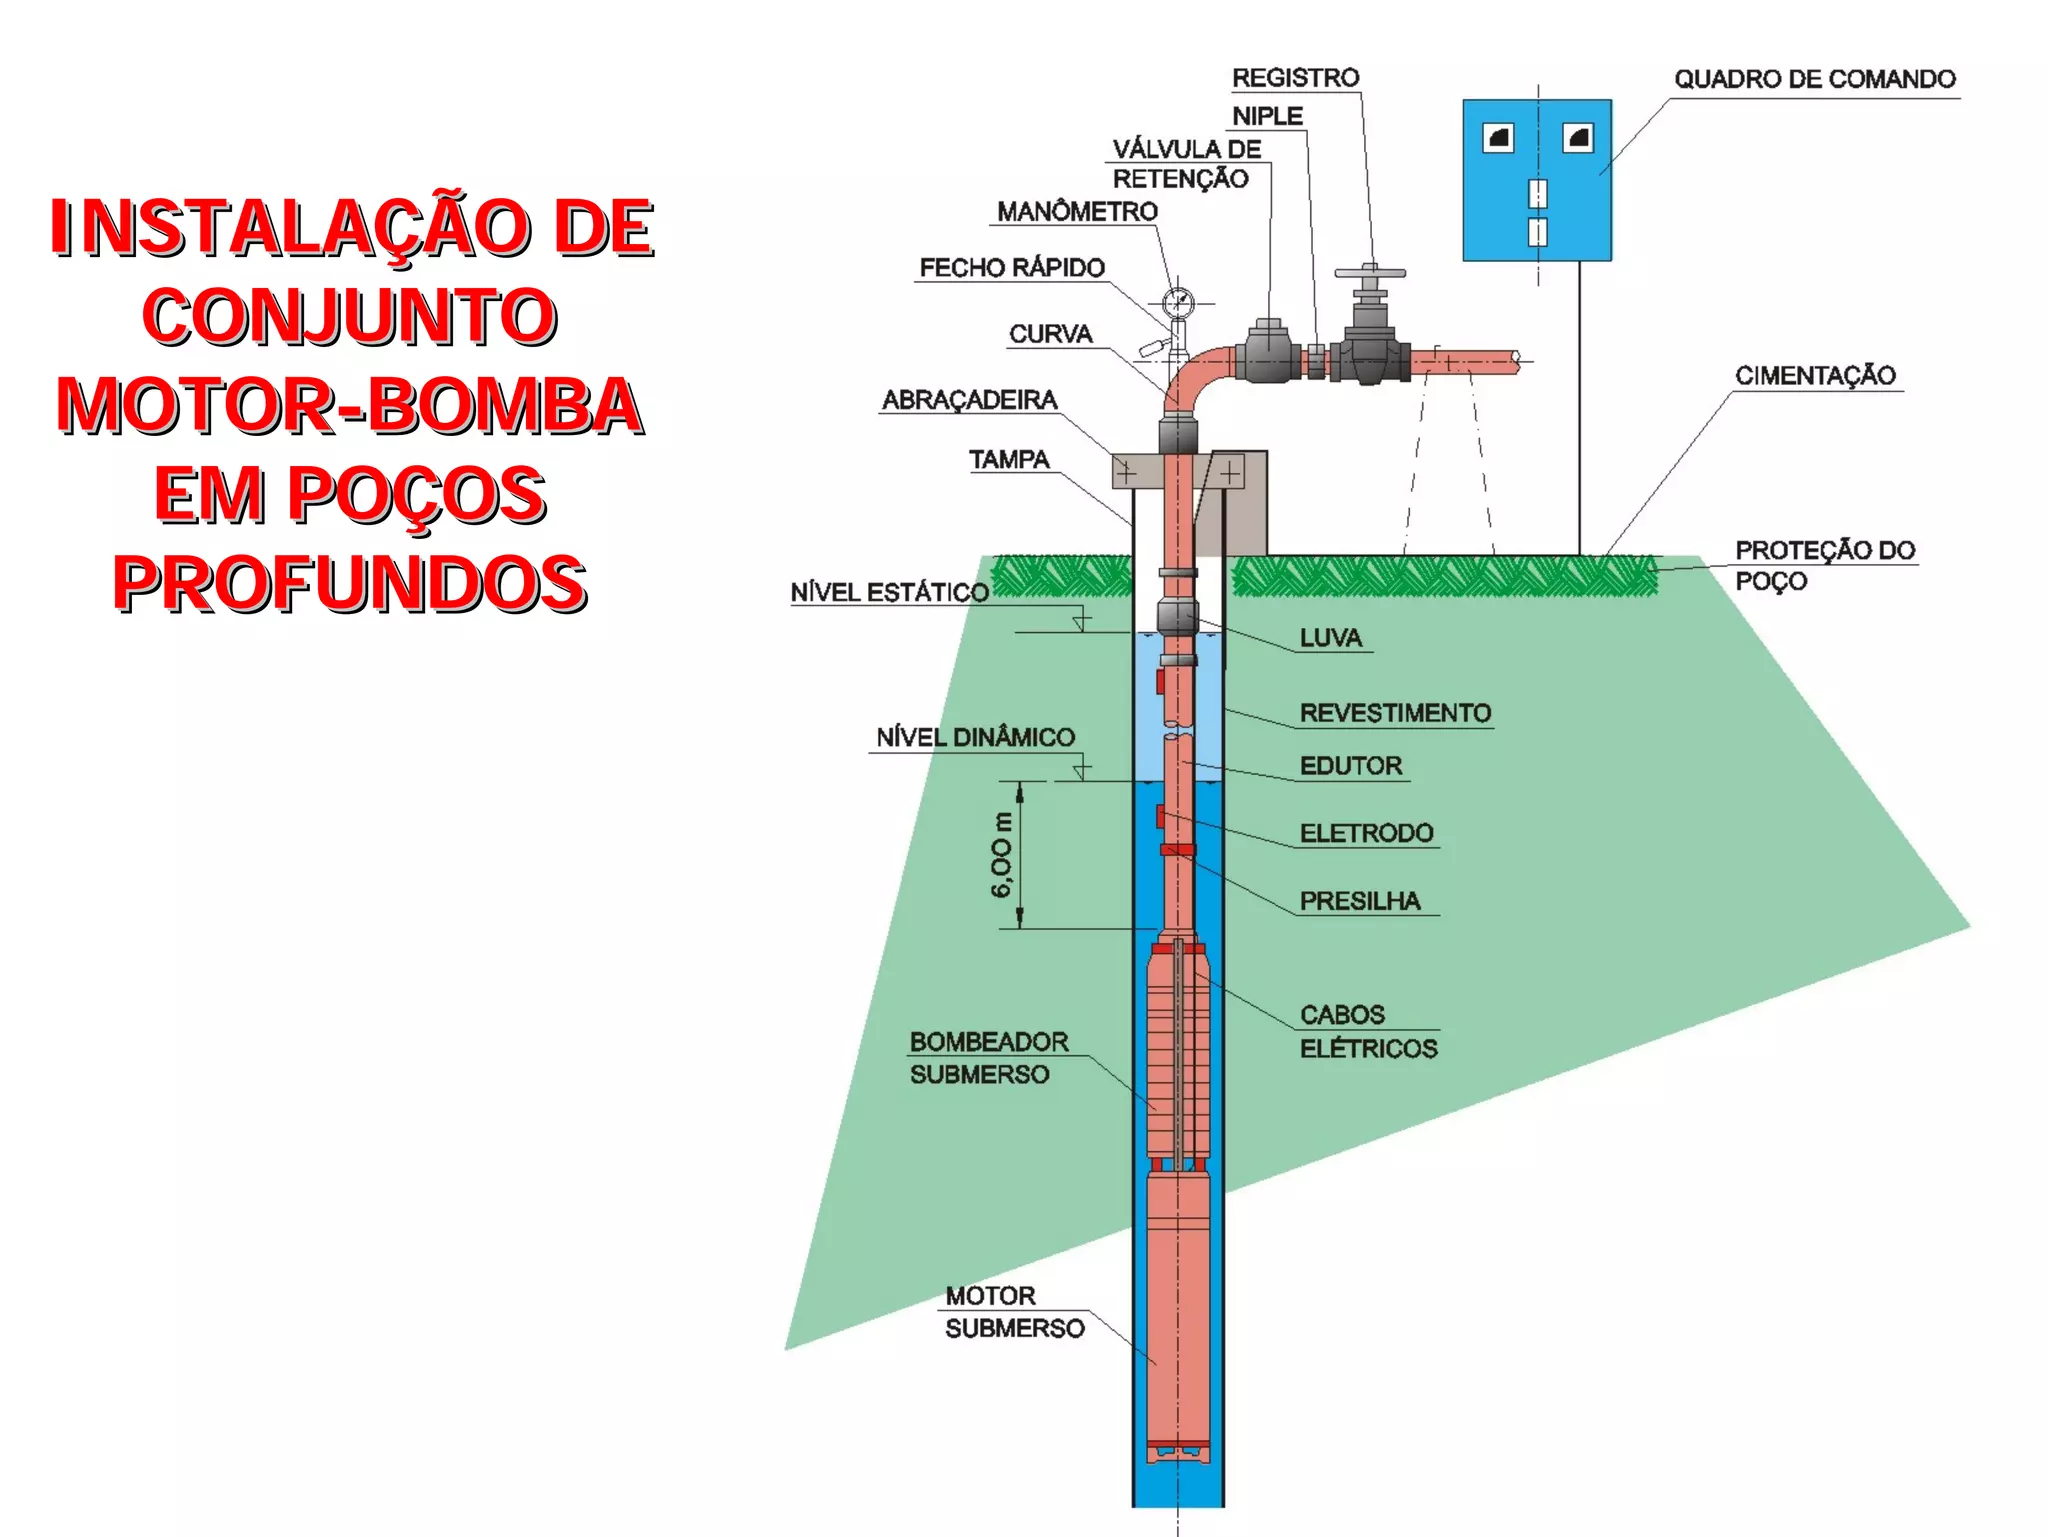 INSTALAÇÃO DE
CONJUNTO
MOTOR-BOMBA
EM POÇOS
PROFUNDOS
REGISTRO
QUADRO DE COMANDO
NIPLE
VÁLVULA DE
RETENÇÃO
MANÔMETRO
FECHO RÁPIDO
CURVA
CIMENTAÇÃO
ABRAÇADEIRA
TAMPA
PROTEÇÃO DO
POÇO
NÍVEL ESTÁTICO
LUVA
REVESTIMENTO
NÍVEL DINÂMICO
EDUTOR
6,00 m
ELETRODO
PRESILHA
CABOS
ELÉTRICOS
BOMBEADOR
SUBMERSO
MOTOR
SUBMERSO